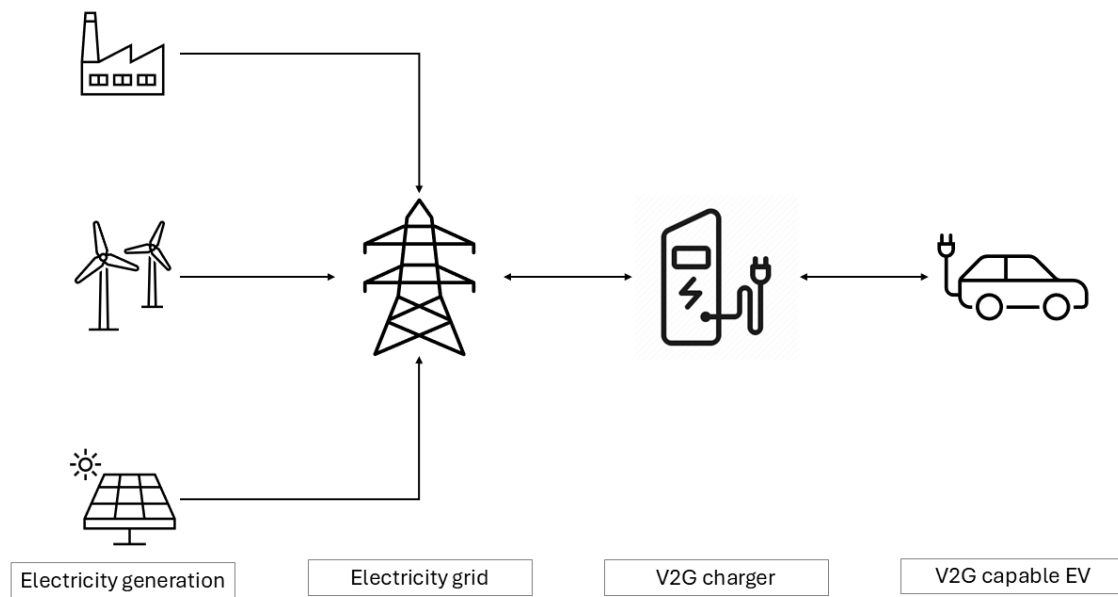 Electricity generation
Electricity grid
V2G charger
V2G capable EV